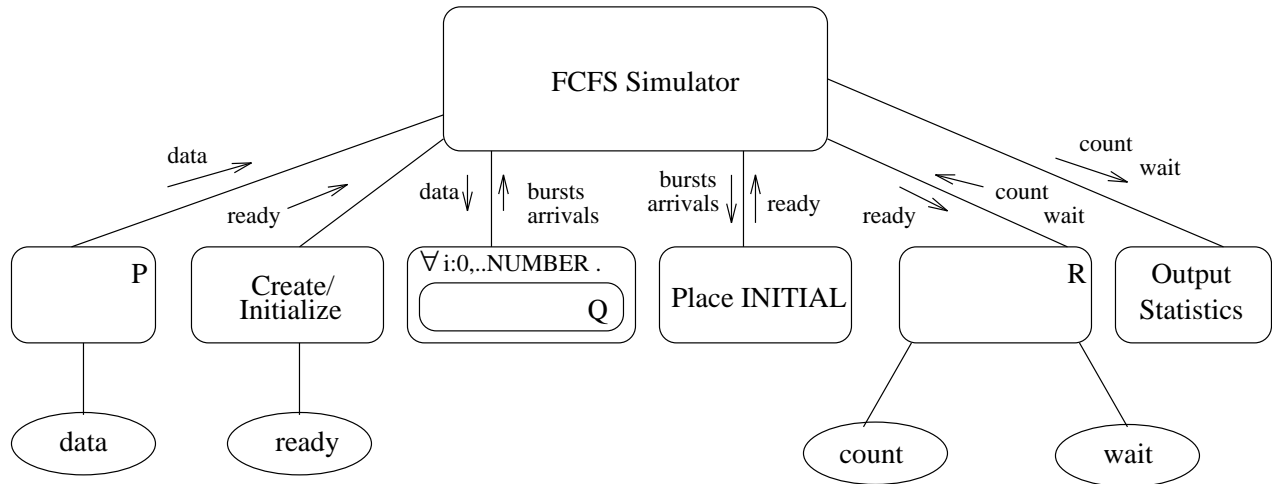 FCFS Simulator
data
ready
data
bursts
arrivals
bursts
arrivals
ready
ready
count
wait
count
wait
P
Create/
Initialize
∀ i:0,..NUMBER .
Q
Place INITIAL
R
Output
Statistics
data
ready
count
wait